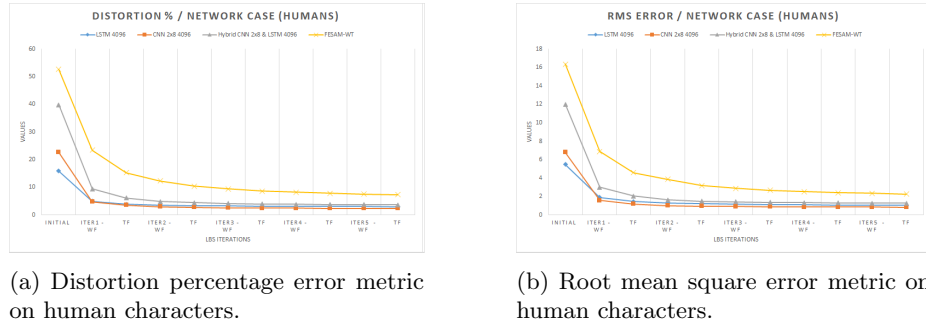 DISTORTION % / NETWORK CASE (HUMANS)
LSTM 4096 CNN 2x8 4096 Hybrid CNN 2x8 & LSTM 4096 FESAM-WT
60
50
40
30
20
10
0
VALUES
INITIAL ITER1 - WF TF ITER2 - WF TF ITER3 - WF TF ITER4 - WF TF ITER5 - WF TF
LBS ITERATIONS
(a) Distortion percentage error metric
on human characters.
RMS ERROR / NETWORK CASE (HUMANS)
LSTM 4096 CNN 2x8 4096 Hybrid CNN 2x8 & LSTM 4096 FESAM-WT
18
16
14
12
10
8
6
4
2
0
VALUES
INITIAL ITER1 - WF TF ITER2 - WF TF ITER3 - WF TF ITER4 - WF TF ITER5 - WF TF
LBS ITERATIONS
(b) Root mean square error metric on
human characters.